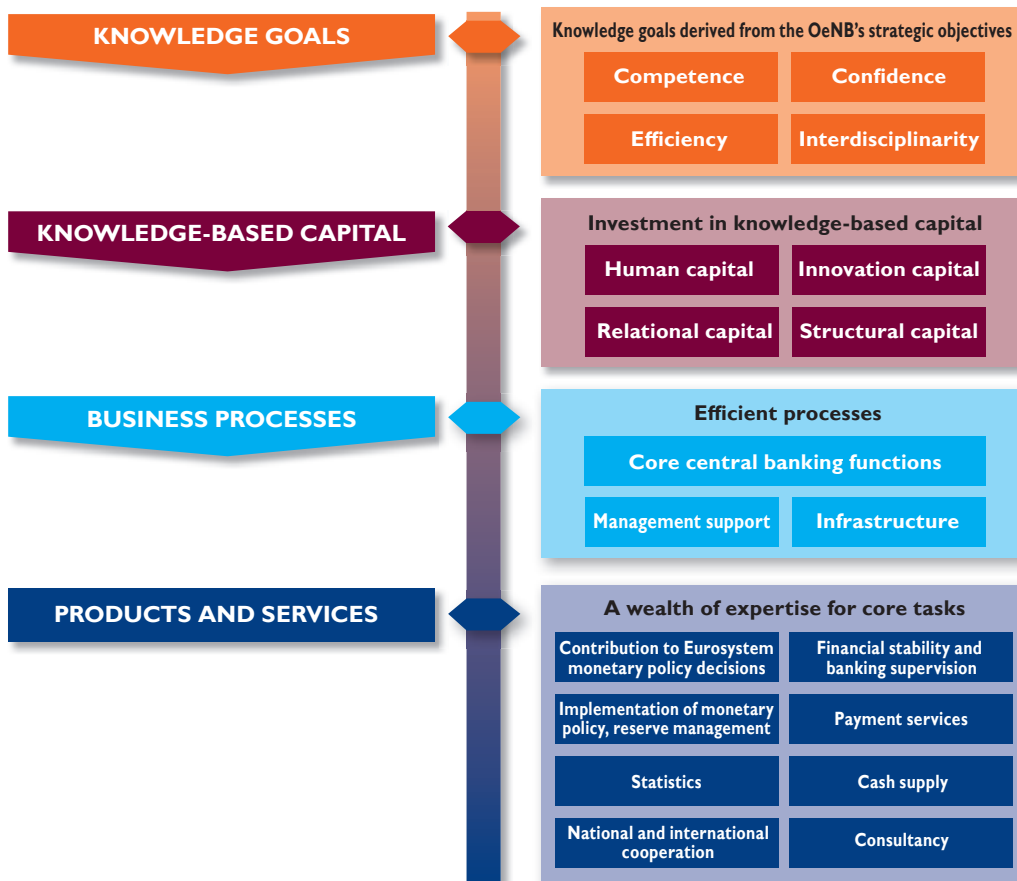 KNOWLEDGE GOALS
Knowledge goals derived from the OeNB's strategic objectives
Competence
Confidence
Efficiency
Interdisciplinarity
KNOWLEDGE-BASED CAPITAL
Investment in knowledge-based capital
Human capital
Innovation capital
Relational capital
Structural capital
BUSINESS PROCESSES
Efficient processes
Core central banking functions
Management support
Infrastructure
PRODUCTS AND SERVICES
A wealth of expertise for core tasks
Contribution to Eurosystem
monetary policy decisions
Financial stability and
banking supervision
Implementation of monetary
policy, reserve management
Payment services
Statistics
Cash supply
National and international
cooperation
Consultancy